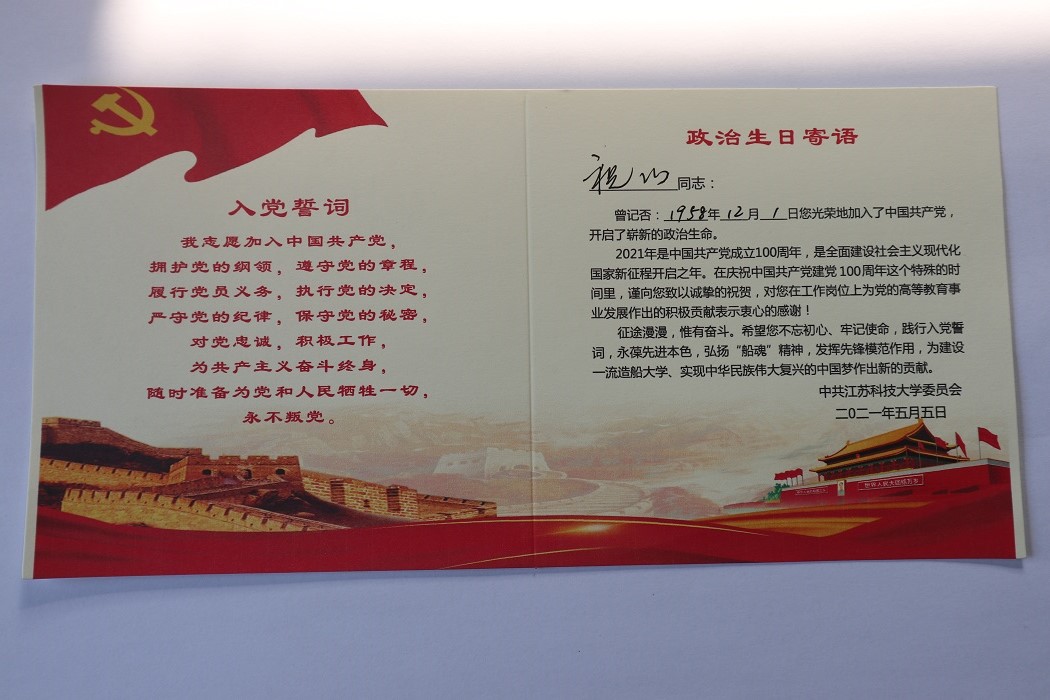 入党誓词
我志愿加入中国共产党，
拥护党的纲领，遵守党的章程，
履行党员义务，执行党的决定，
严守党的纪律，保守党的秘密，
对党忠诚，积极工作，
为共产主义奋斗终身，
随时准备为党和人民牺牲一切，
永不叛党。
政治生日寄语
同志：
曾记否：1958年12月1日您光荣地加入了中国共产党，
开启了崭新的政治生命。
2021年是中国共产党成立100周年，是全面建设社会主义现代化
国家新征程开启之年。在庆祝中国共产党建党100周年这个特殊的时
间里，谨向您致以诚挚的祝贺，对您在工作岗位上为党的高等教育事
业发展作出的积极贡献表示衷心的感谢！
征途漫漫，惟有奋斗。希望您不忘初心、牢记使命，践行入党誓
词，永葆先进本色，弘扬“船魂”精神，发挥先锋模范作用，为建设
一流造船大学、实现中华民族伟大复兴的中国梦作出新的贡献。
中共江苏科技大学委员会
二〇二一年五月五日